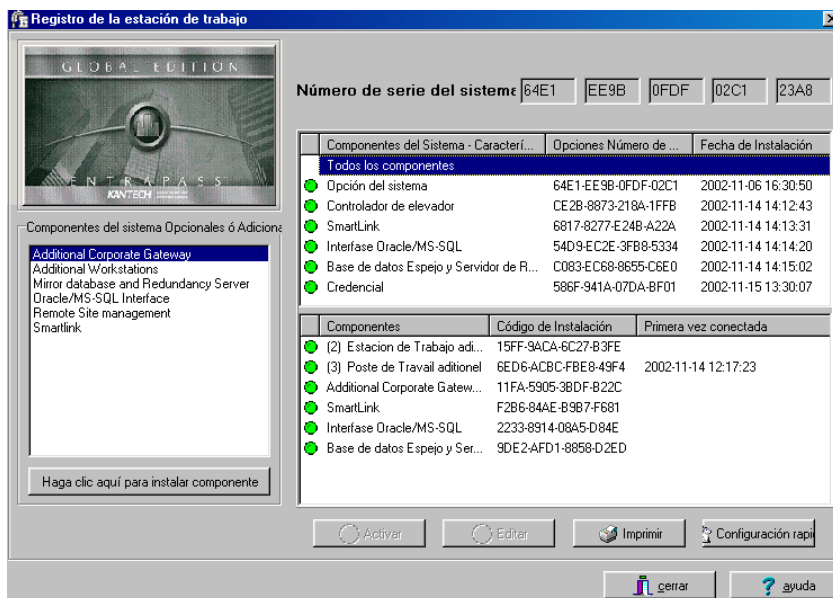 Registro de la estación de trabajo
GLOBAL EDITION
ENTRAPASS
KANTECH
Número de serie del sistema 64E1 EE9B 0FDF 02C1 23A8
Componentes del Sistema - Caracterí... Opciones Número de ... Fecha de Instalación
Todos los componentes
Opción del sistema 64E1-EE9B-0FDF-02C1 2002-11-06 16:30:50
Controlador de elevador CE2B-8873-218A-1FFB 2002-11-14 14:12:43
SmartLink 6817-8277-E24B-A22A 2002-11-14 14:13:31
Interfase Oracle/MS-SQL 54D9-EC2E-3FB8-5334 2002-11-14 14:14:20
Base de datos Espejo y Servidor de R... C083-EC68-8655-C6E0 2002-11-14 14:15:02
Credencial 586F-941A-07DA-BF01 2002-11-15 13:30:07
Componentes del sistema Opcionales ó Adiciona
Additional Corporate Gateway
Additional Workstations
Mirror database and Redundancy Server
Oracle/MS-SQL Interface
Remote Site management
Smartlink
Haga clic aquí para instalar componente
Componentes Código de Instalación Primera vez conectada
(2) Estacion de Trabajo adi... 15FF-9ACA-6C27-B3FE
(3) Poste de Travail aditionel 6ED6-ACBC-FBE8-49F4 2002-11-14 12:17:23
Additional Corporate Gatew... 11FA-5905-3BDF-B22C
SmartLink F2B6-84AE-B9B7-F681
Interfase Oracle/MS-SQL 2233-8914-08A5-D84E
Base de datos Espejo y Ser... 9DE2-AFD1-8858-D2ED
Activar Editar Imprimir Configuración rapi
cerrar ayuda